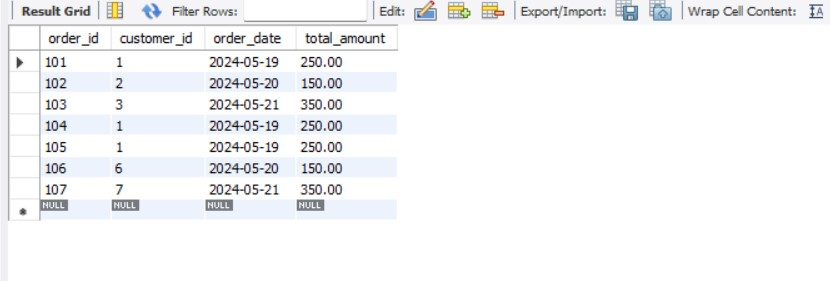 Result Grid Filter Rows: Edit: Export/Import: Wrap Cell Content: IA
order_id customer_id order_date total_amount
101 1 2024-05-19 250.00
102 2 2024-05-20 150.00
103 3 2024-05-21 350.00
104 1 2024-05-19 250.00
105 1 2024-05-19 250.00
106 6 2024-05-20 150.00
107 7 2024-05-21 350.00
NULL NULL NULL NULL